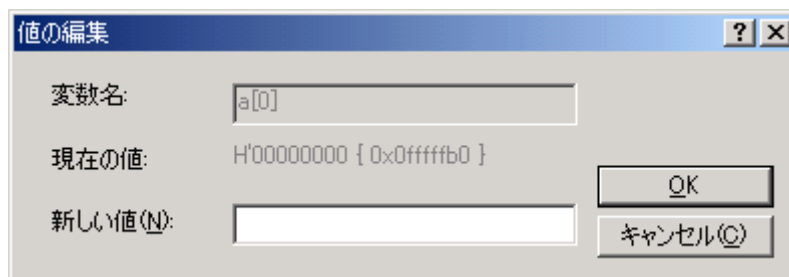 値の編集
変数名: a[0]
現在の値: H'00000000 { 0x0fffffb0 }
OK
新しい値(N):
キャンセル(C)